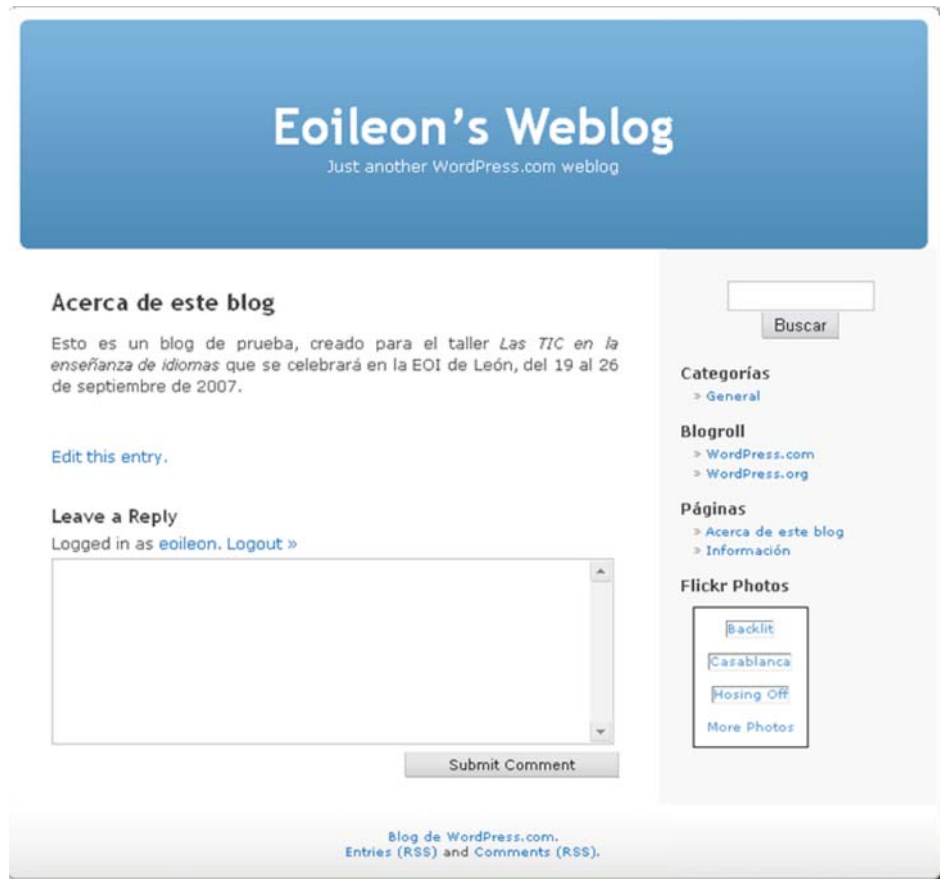 Eoileon's Weblog
Just another WordPress.com weblog
Acerca de este blog
Esto es un blog de prueba, creado para el taller Las TIC en la
enseñanza de idiomas que se celebrará en la EOI de León, del 19 al 26
de septiembre de 2007.
Edit this entry.
Leave a Reply
Logged in as eoileon. Logout »
Submit Comment
Buscar
Categorías
» General
Blogroll
» WordPress.com
» WordPress.org
Páginas
» Acerca de este blog
» Información
Flickr Photos
Backlit
Casablanca
Hosing Off
More Photos
Blog de WordPress.com.
Entries (RSS) and Comments (RSS).